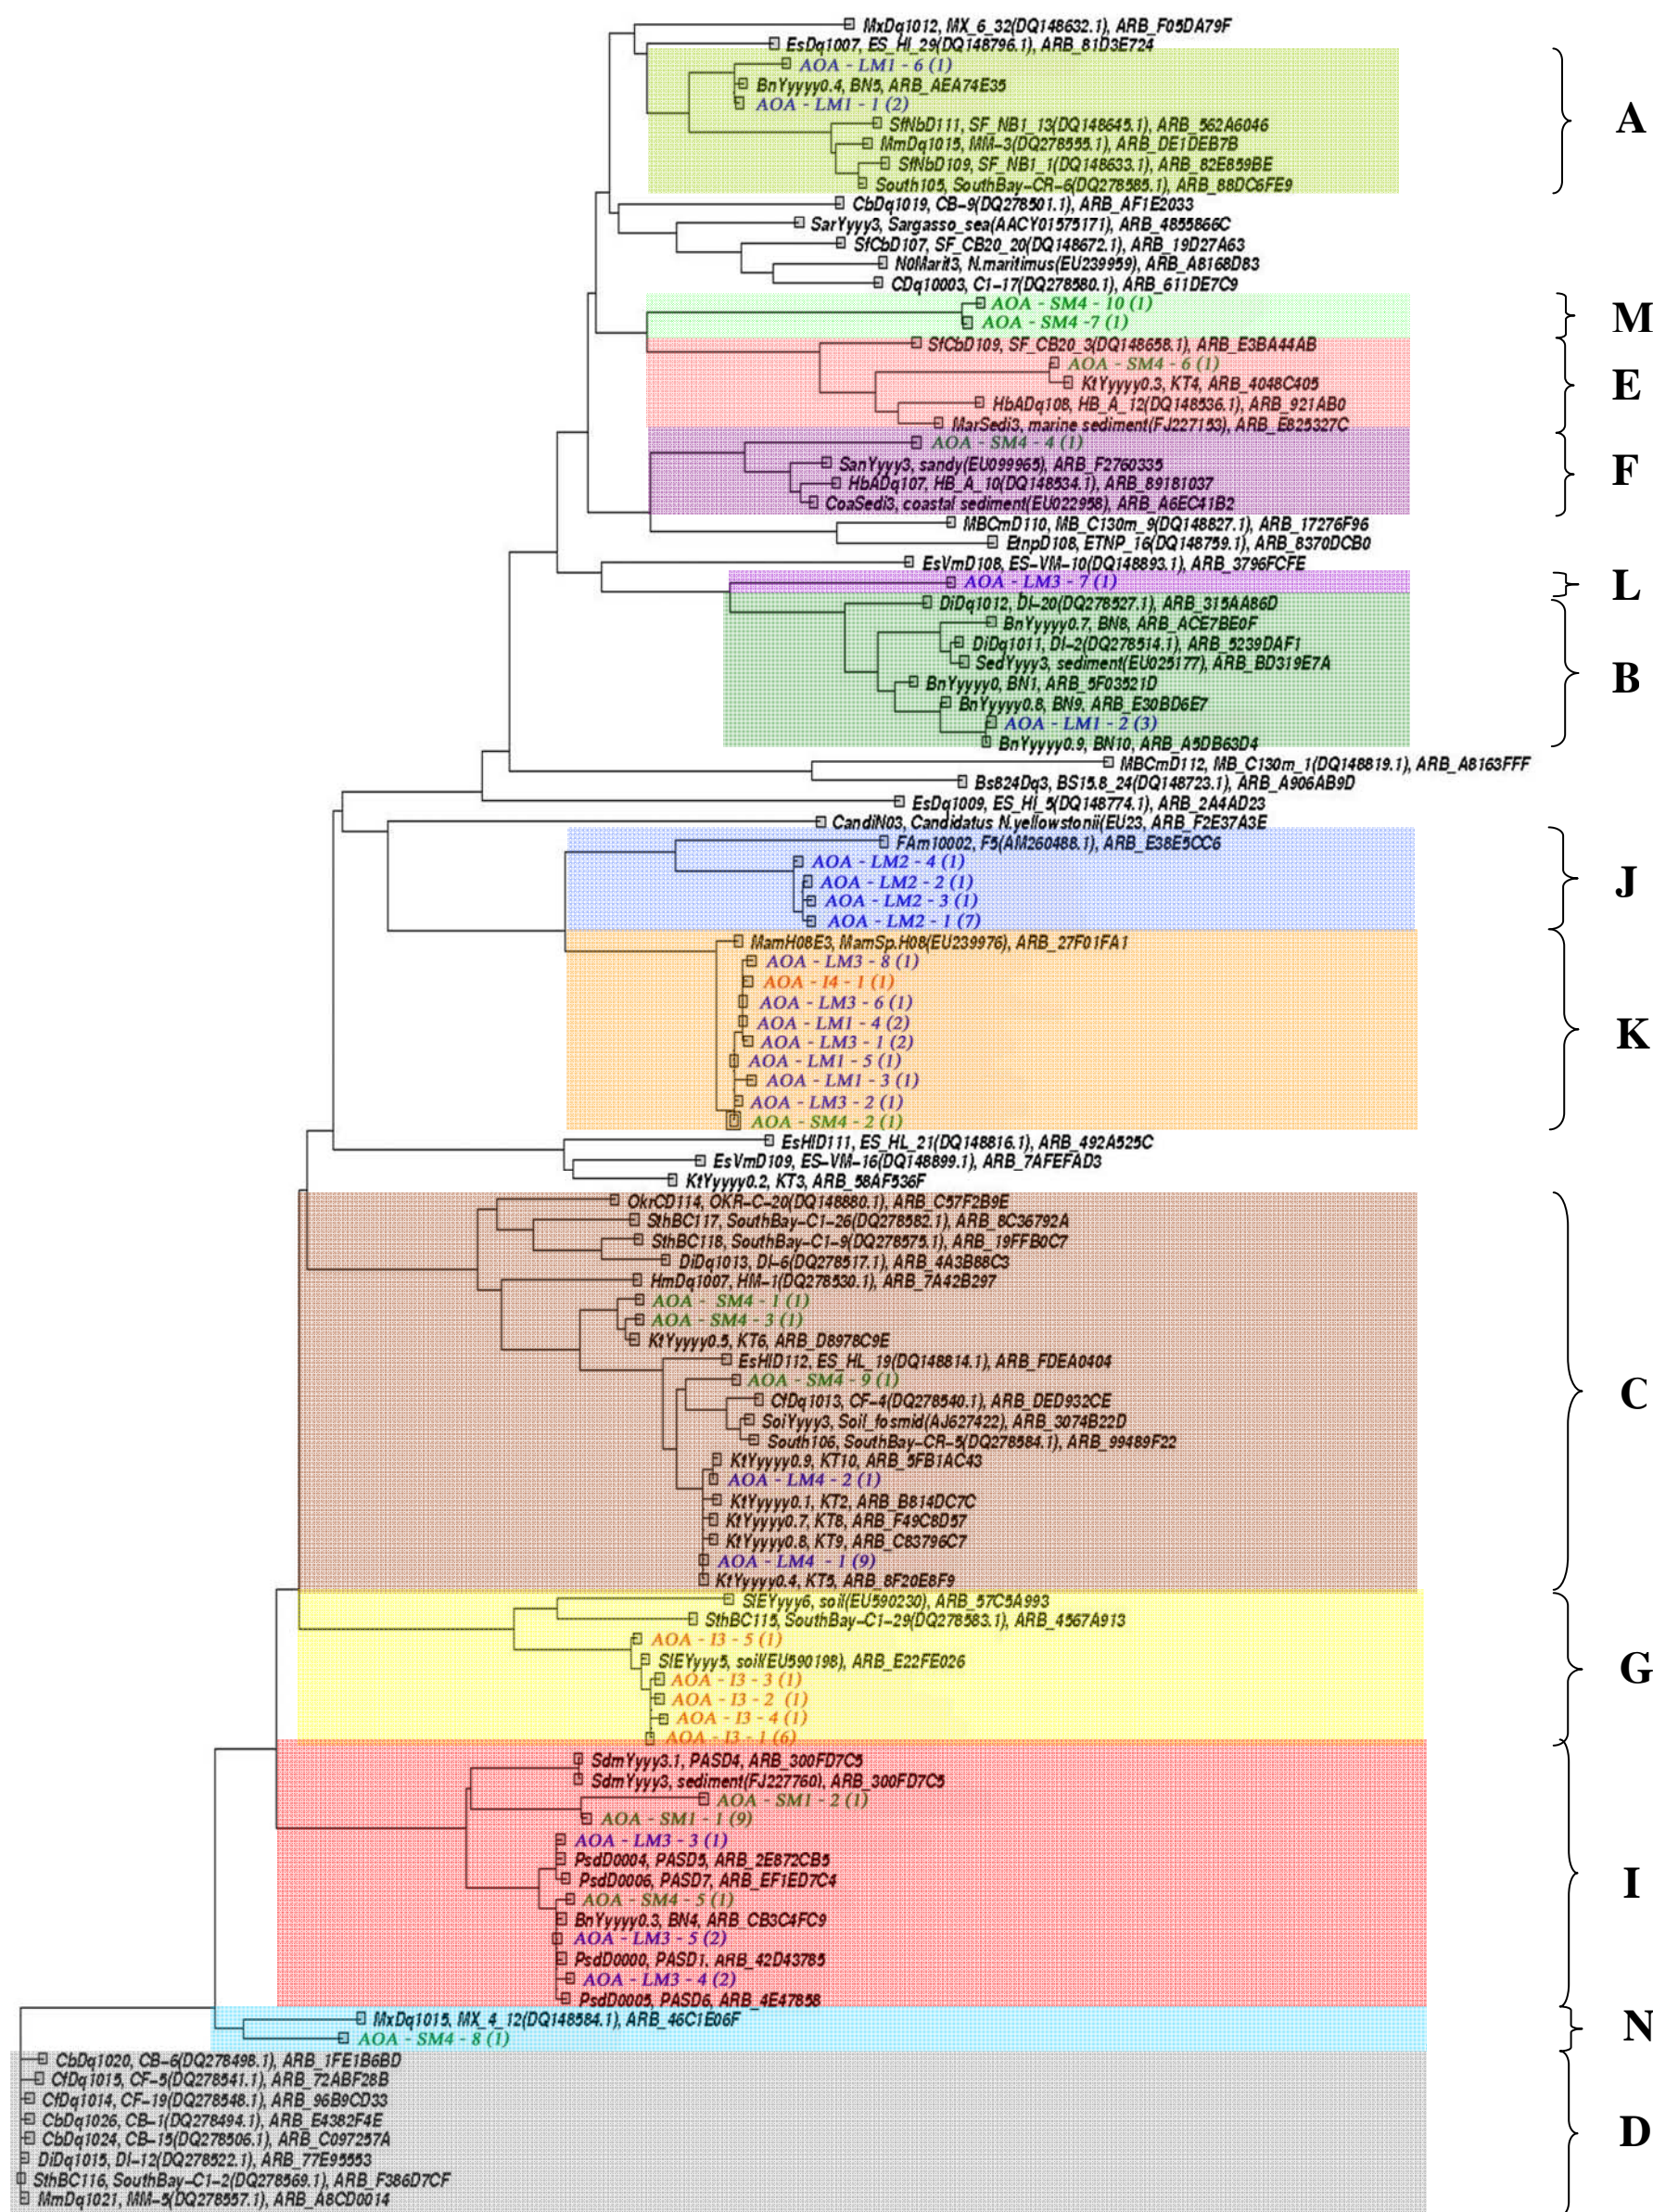 MxDq1012, MX_6_32(DQ148632.1), ARB_F05DA79F
EsDq1007, ES_HI_29(DQ148796.1), ARB_81D3E724
AOA - LM1 - 6 (1)
BnYyyyy0.4, BN5, ARB_AEA74E35
AOA - LM1 - 1 (2)
SfNbD111, SF_NB1_13(DQ148645.1), ARB_562A6046
MmDq1015, MM-3(DQ278555.1), ARB_DE1DEB7B
SfNbD109, SF_NB1_1(DQ148633.1), ARB_82E859BE
South105, SouthBay-CR-6(DQ278585.1), ARB_88DC6FE9
A
CbDq1019, CB-9(DQ278501.1), ARB_AF1E2033
SarYyyy3, Sargasso_sea(AACY01575171), ARB_4855866C
SfCbD107, SF_CB20_20(DQ148672.1), ARB_19D27A63
N0Marit3, N.maritimus(EU239959), ARB_A8168D83
CDq10003, C1-17(DQ278580.1), ARB_611DE7C9
AOA - SM4 - 10 (1)
AOA - SM4 -7 (1)
M
SfCbD109, SF_CB20_3(DQ148658.1), ARB_E3BA44AB
AOA - SM4 - 6 (1)
KtYyyyy0.3, KT4, ARB_4048C405
HbADq108, HB_A_12(DQ148536.1), ARB_921AB0
MarSedi3, marine sediment(FJ227153), ARB_E825327C
E
AOA - SM4 - 4 (1)
SanYyyy3, sandy(EU099965), ARB_F2760335
HbADq107, HB_A_10(DQ148534.1), ARB_89181037
CoaSedi3, coastal sediment(EU022958), ARB_A6EC41B2
F
MBCmD110, MB_C130m_9(DQ148827.1), ARB_17276F96
EtnpD108, ETNP_16(DQ148759.1), ARB_8370DCB0
EsVmD108, ES-VM-10(DQ148893.1), ARB_3796FCFE
AOA - LM3 - 7 (1)
L
DiDq1012, DI-20(DQ278527.1), ARB_315AA86D
BnYyyyy0.7, BN8, ARB_ACE7BE0F
DiDq1011, DI-2(DQ278514.1), ARB_5239DAF1
SedYyyy3, sediment(EU025177), ARB_BD319E7A
BnYyyyy0, BN1, ARB_5F03521D
BnYyyyy0.8, BN9, ARB_E30BD6E7
AOA - LM1 - 2 (3)
BnYyyyy0.9, BN10, ARB_A5DB63D4
B
MBCmD112, MB_C130m_1(DQ148819.1), ARB_A8163FFF
Bs824Dq3, BS15.8_24(DQ148723.1), ARB_A906AB9D
EsDq1009, ES_HI_5(DQ148774.1), ARB_2A4AD23
CandiN03, Candidatus N.yellowstonii(EU23, ARB_F2E37A3E
FAm10002, F5(AM260488.1), ARB_E38E5CC6
AOA - LM2 - 4 (1)
AOA - LM2 - 2 (1)
AOA - LM2 - 3 (1)
AOA - LM2 - 1 (7)
J
MamH08E3, MamSp.H08(EU239976), ARB_27F01FA1
AOA - LM3 - 8 (1)
AOA - I4 - 1 (1)
AOA - LM3 - 6 (1)
AOA - LM1 - 4 (2)
AOA - LM3 - 1 (2)
AOA - LM1 - 5 (1)
AOA - LM1 - 3 (1)
AOA - LM3 - 2 (1)
AOA - SM4 - 2 (1)
K
EsHlD111, ES_HL_21(DQ148816.1), ARB_492A525C
EsVmD109, ES-VM-16(DQ148899.1), ARB_7AFEFAD3
KtYyyyy0.2, KT3, ARB_58AF536F
OkrCD114, OKR-C-20(DQ148880.1), ARB_C57F2B9E
SthBC117, SouthBay-C1-26(DQ278582.1), ARB_8C36792A
SthBC118, SouthBay-C1-9(DQ278575.1), ARB_19FFB0C7
DiDq1013, DI-6(DQ278517.1), ARB_4A3B88C3
HmDq1007, HM-1(DQ278530.1), ARB_7A42B297
AOA - SM4 - 1 (1)
AOA - SM4 - 3 (1)
KtYyyyy0.5, KT6, ARB_D8978C9E
EsHlD112, ES_HL_19(DQ148814.1), ARB_FDEA0404
AOA - SM4 - 9 (1)
CfDq1013, CF-4(DQ278540.1), ARB_DED932CE
SoiYyyy3, Soil_fosmid(AJ627422), ARB_3074B22D
South106, SouthBay-CR-5(DQ278584.1), ARB_99489F22
KtYyyyy0.9, KT10, ARB_5FB1AC43
AOA - LM4 - 2 (1)
KtYyyyy0.1, KT2, ARB_B814DC7C
KtYyyyy0.7, KT8, ARB_F49C8D57
KtYyyyy0.8, KT9, ARB_C83796C7
AOA - LM4 - 1 (9)
KtYyyyy0.4, KT5, ARB_8F20E8F9
C
SlEYyyy6, soil(EU590230), ARB_57C5A993
SthBC115, SouthBay-C1-29(DQ278583.1), ARB_4567A913
AOA - I3 - 5 (1)
SlEYyyy5, soil(EU590198), ARB_E22FE026
AOA - I3 - 3 (1)
AOA - I3 - 2 (1)
AOA - I3 - 4 (1)
AOA - I3 - 1 (6)
G
SdmYyyy3.1, PASD4, ARB_300FD7C5
SdmYyyy3, sediment(FJ227760), ARB_300FD7C5
AOA - SM1 - 2 (1)
AOA - SM1 - 1 (9)
AOA - LM3 - 3 (1)
PsdD0004, PASD5, ARB_2E872CB5
PsdD0006, PASD7, ARB_EF1ED7C4
AOA - SM4 - 5 (1)
BnYyyyy0.3, BN4, ARB_CB3C4FC9
AOA - LM3 - 5 (2)
PsdD0000, PASD1, ARB_42D43785
AOA - LM3 - 4 (2)
PsdD0005, PASD6, ARB_4E47858
I
MxDq1015, MX_4_12(DQ148584.1), ARB_46C1E06F
AOA - SM4 - 8 (1)
N
CbDq1020, CB-6(DQ278498.1), ARB_1FE1B6BD
CfDq1015, CF-5(DQ278541.1), ARB_72ABF28B
CfDq1014, CF-19(DQ278548.1), ARB_96B9CD33
CbDq1026, CB-1(DQ278494.1), ARB_E4382F4E
CbDq1024, CB-15(DQ278506.1), ARB_C097257A
DiDq1015, DI-12(DQ278522.1), ARB_77E95553
SthBC116, SouthBay-C1-2(DQ278569.1), ARB_F386D7CF
MmDq1021, MM-5(DQ278557.1), ARB_A8CD0014
D